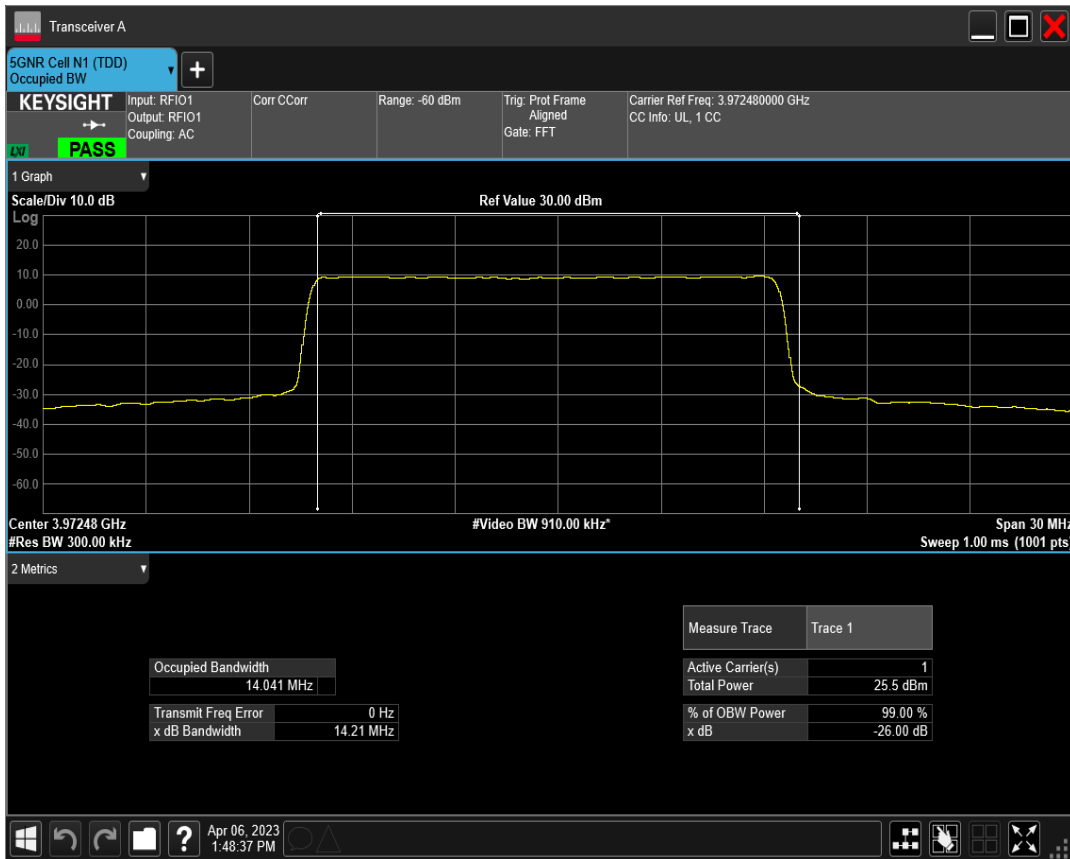 Transceiver A
5GNR Cell N1 (TDD)
Occupied BW
KEYSIGHT
LXI
PASS
Input: RFIO1
Output: RFIO1
Coupling: AC
Corr CCorr
Range: -60 dBm
Trig: Prot Frame
Aligned
Gate: FFT
Carrier Ref Freq: 3.972480000 GHz
CC Info: UL, 1 CC
1 Graph
Scale/Div 10.0 dB
Ref Value 30.00 dBm
Log
20.0
10.0
0.00
-10.0
-20.0
-30.0
-40.0
-50.0
-60.0
Center 3.97248 GHz
#Video BW 910.00 kHz*
Span 30 MHz
#Res BW 300.00 kHz
Sweep 1.00 ms (1001 pts)
2 Metrics
Measure Trace Trace 1
Occupied Bandwidth
14.041 MHz
Transmit Freq Error 0 Hz
x dB Bandwidth 14.21 MHz
Active Carrier(s) 1
Total Power 25.5 dBm
% of OBW Power 99.00 %
x dB -26.00 dB
?
Apr 06, 2023
1:48:37 PM